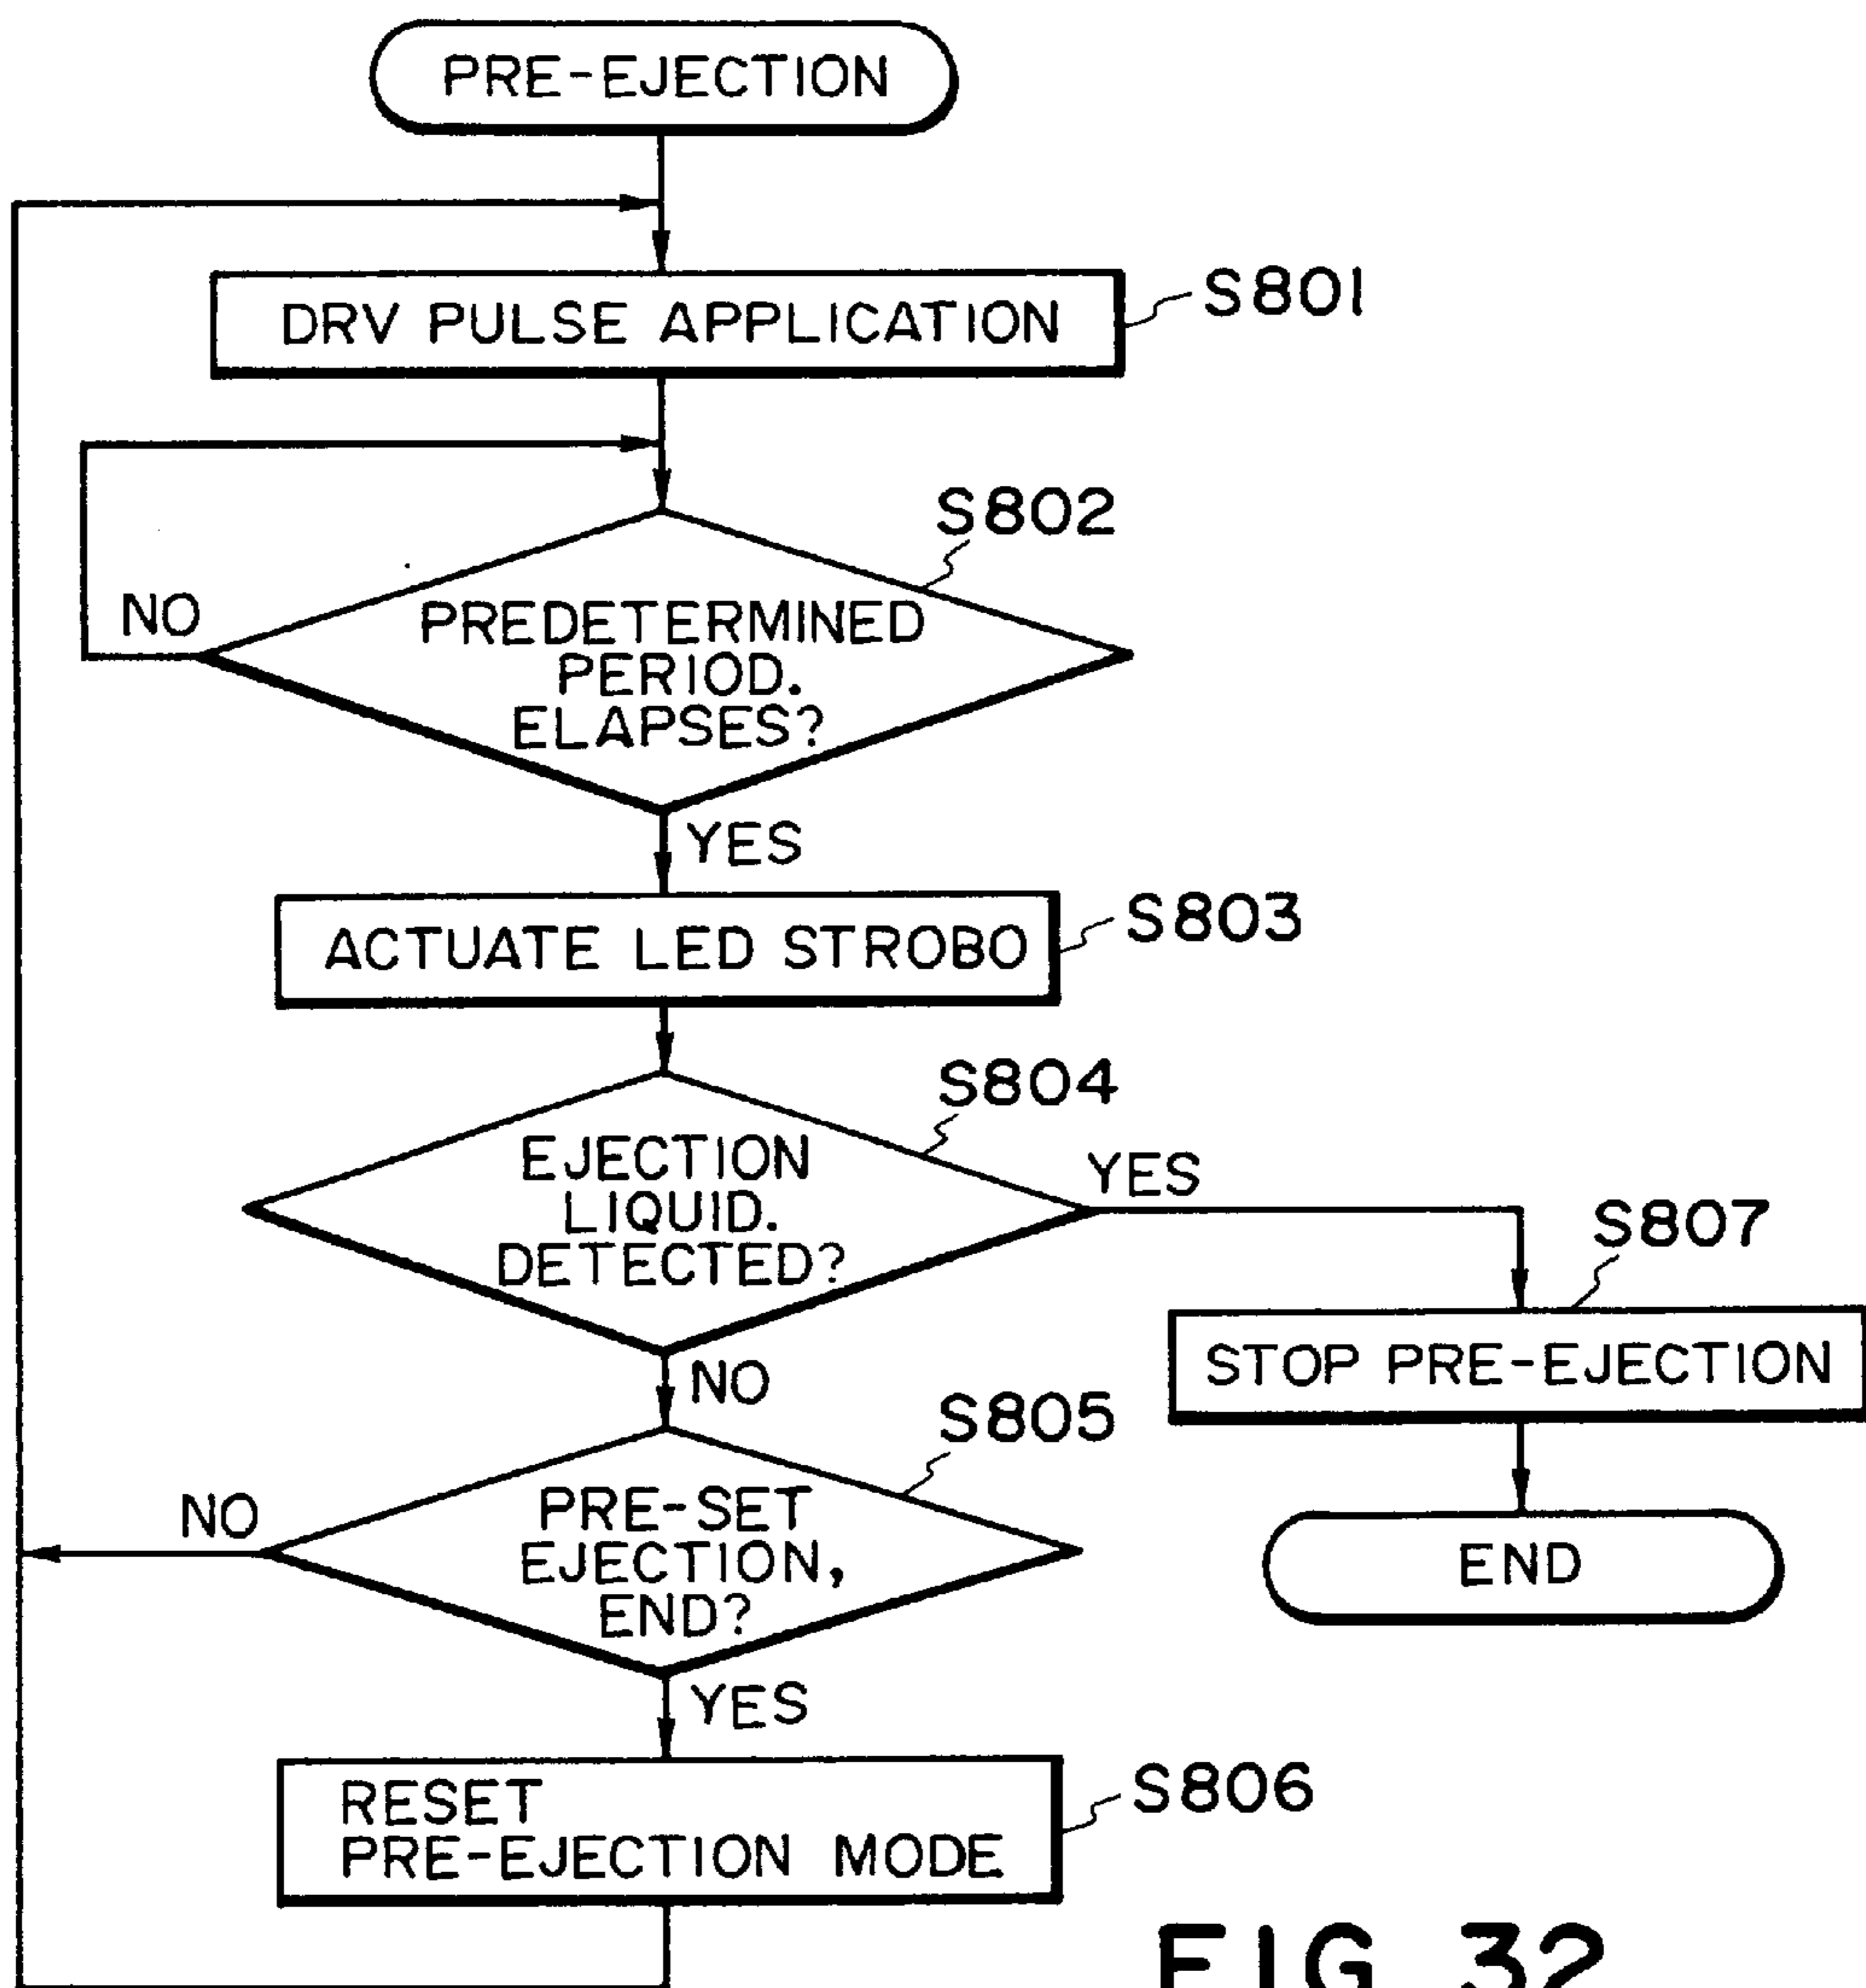 PRE-EJECTION
DRV PULSE APPLICATION
S801
S802
NO
PREDETERMINED
PERIOD.
ELAPSES?
YES
ACTUATE LED STROBO
S803
S804
EJECTION
LIQUID.
DETECTED?
YES
S807
STOP PRE-EJECTION
NO
S805
NO
PRE-SET
EJECTION,
END?
END
YES
RESET
PRE-EJECTION MODE
S806
FIG. 32